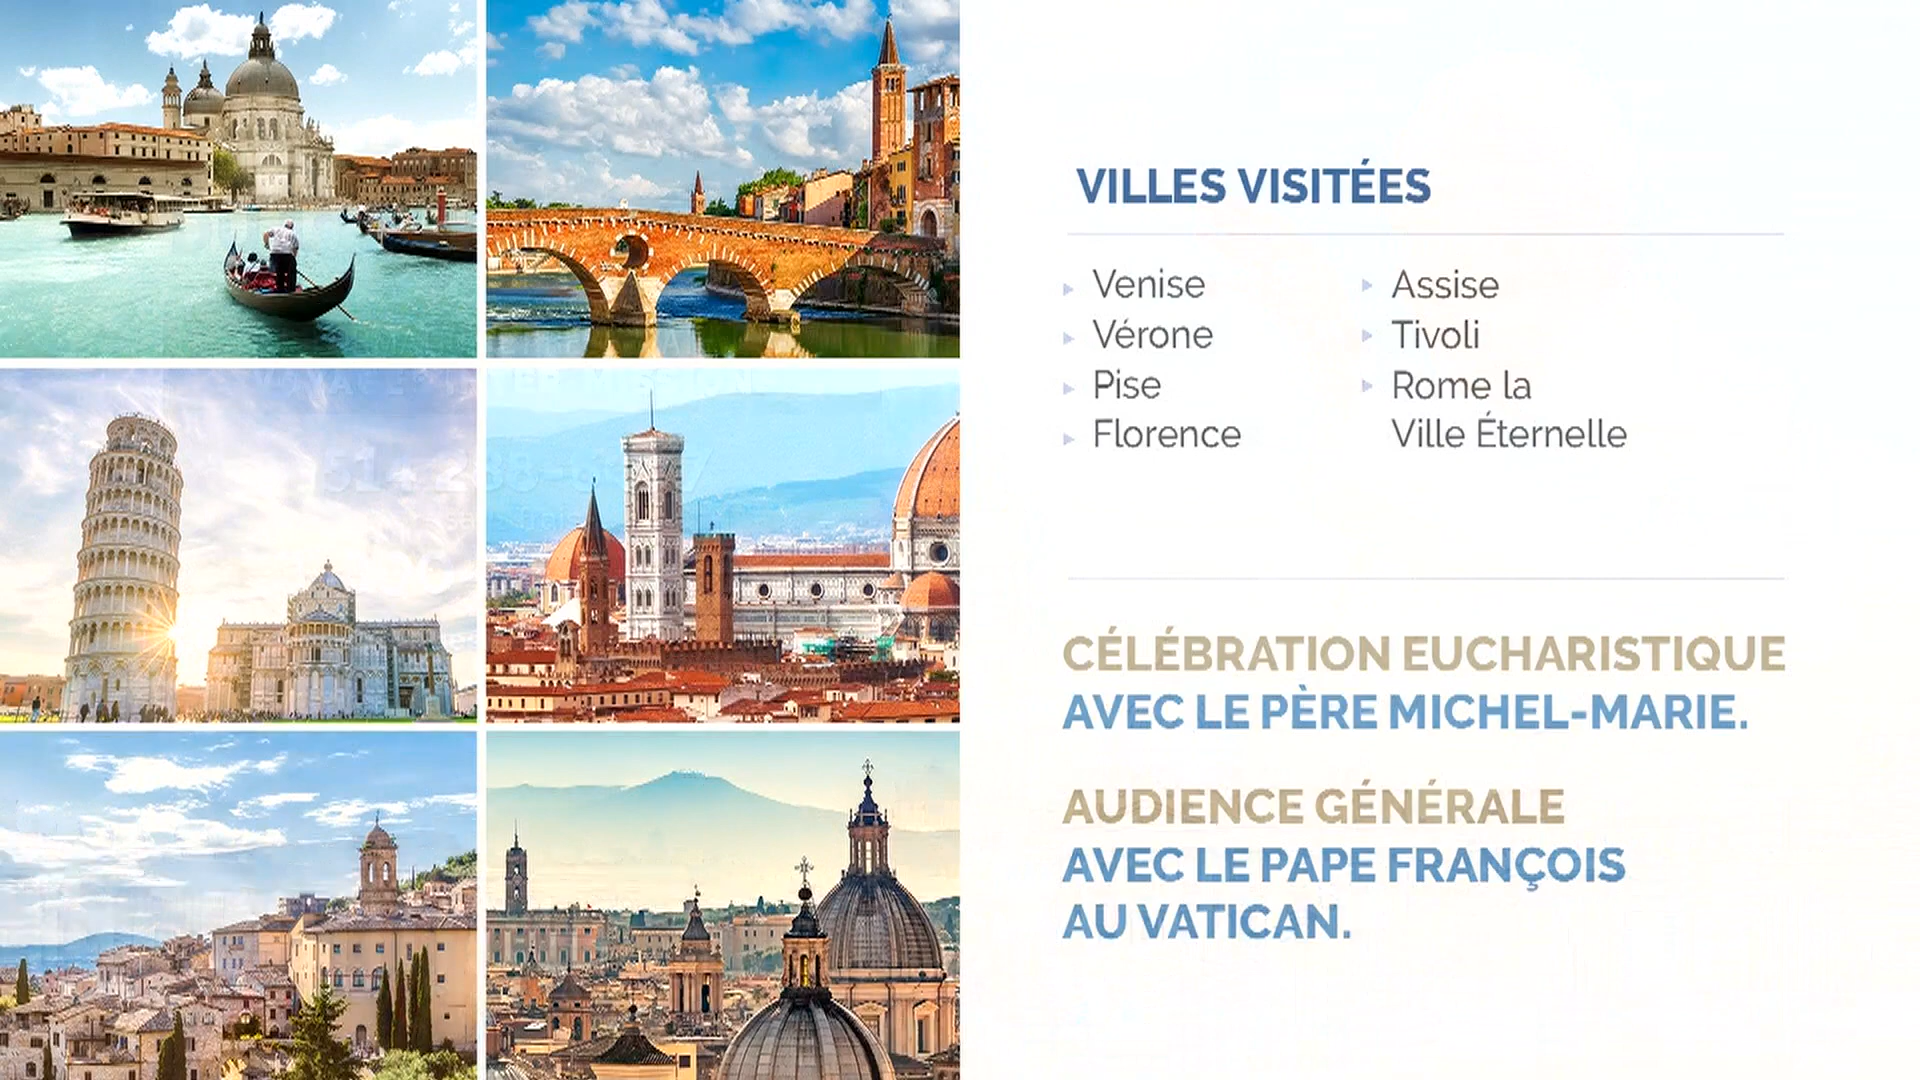 VILLES VISITÉES
Venise
Vérone
Pise
Florence
Assise
Tivoli
Rome la
Ville Éternelle
CÉLÉBRATION EUCHARISTIQUE
AVEC LE PÈRE MICHEL-MARIE.
AUDIENCE GÉNÉRALE
AVEC LE PAPE FRANÇOIS
AU VATICAN.